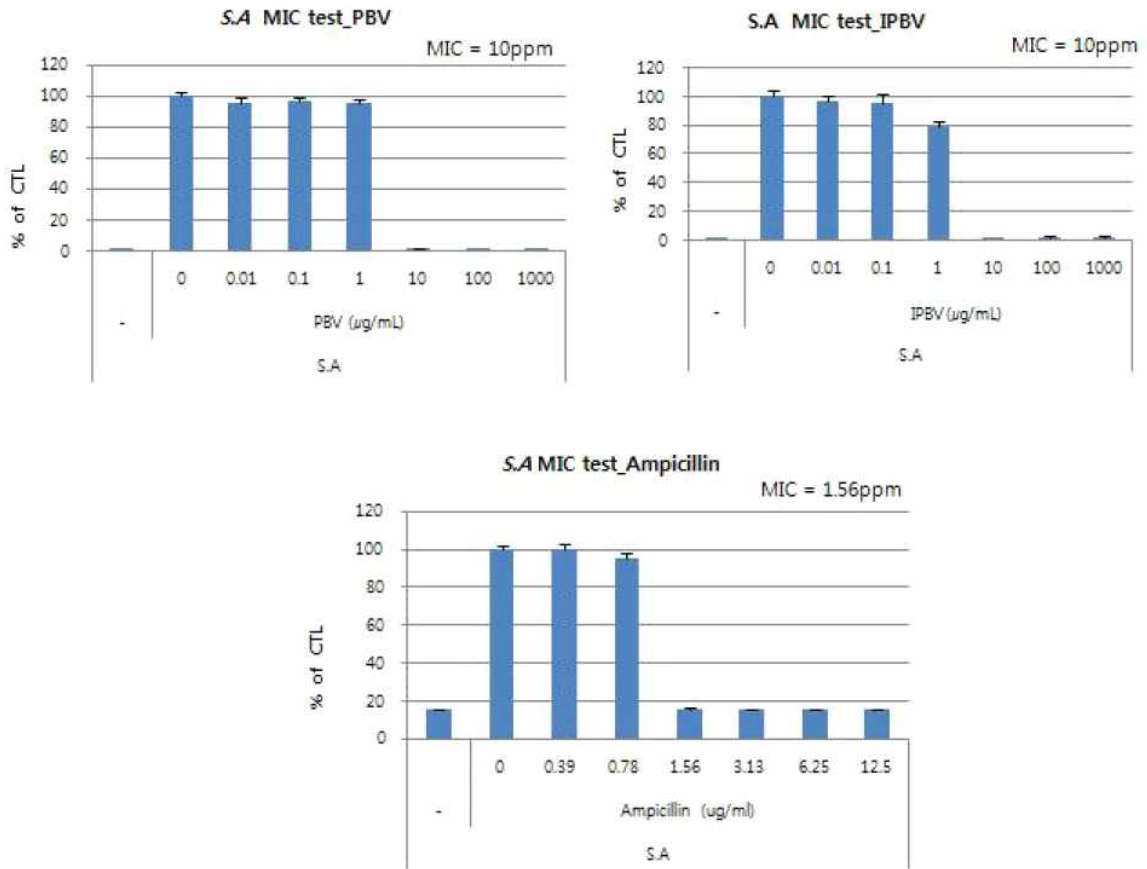 S.A MIC test_PBV
MIC = 10ppm
% of CTL
120
100
80
60
40
20
0
0 0.01 0.1 1 10 100 1000
- PBV (µg/mL)
S.A
S.A MIC test_IPBV
MIC = 10ppm
% of CTL
120
100
80
60
40
20
0
0 0.01 0.1 1 10 100 1000
- IPBV (µg/mL)
S.A
S.A MIC test_Ampicillin
MIC = 1.56ppm
% of CTL
120
100
80
60
40
20
0
0 0.39 0.78 1.56 3.13 6.25 12.5
- Ampicillin (ug/ml)
S.A